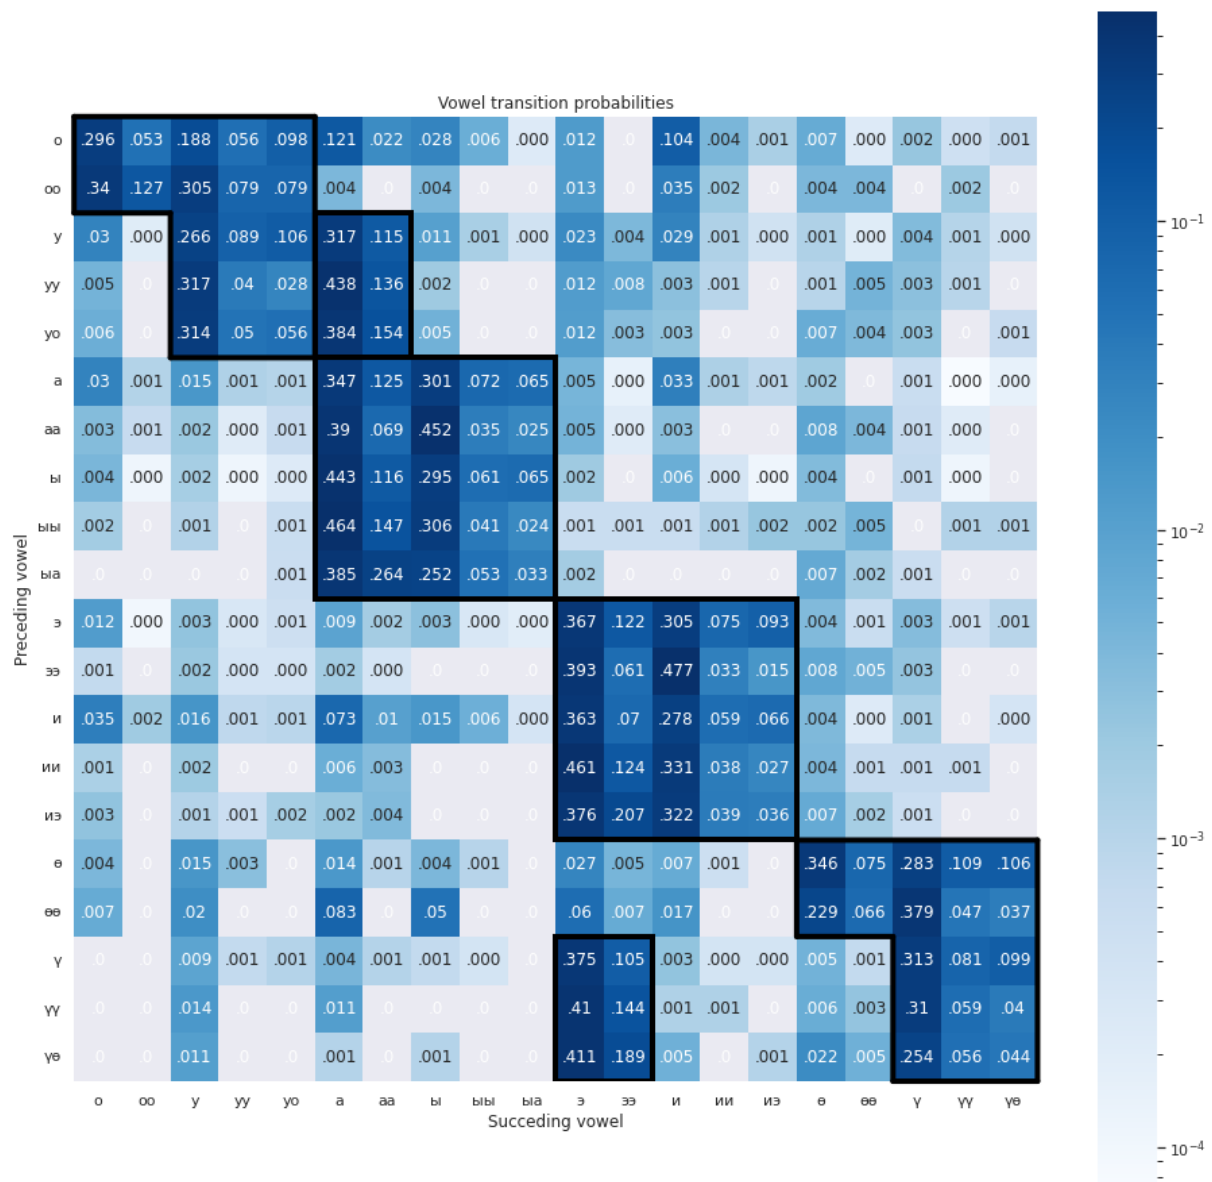 Vowel transition probabilities
о .296 .053 .188 .056 .098 .121 .022 .028 .006 .000 .012 .0 .104 .004 .001 .007 .000 .002 .000 .001
оо .34 .127 .305 .079 .079 .004 .0 .004 .0 .0 .013 .0 .035 .002 .0 .004 .004 .0 .002 .0
у .03 .000 .266 .089 .106 .317 .115 .011 .001 .000 .023 .004 .029 .001 .000 .001 .000 .004 .001 .000
уу .005 .0 .317 .04 .028 .438 .136 .002 .0 .0 .012 .008 .003 .001 .0 .001 .005 .003 .001 .0
уо .006 .0 .314 .05 .056 .384 .154 .005 .0 .0 .012 .003 .003 .0 .0 .007 .004 .003 .0 .001
а .03 .001 .015 .001 .001 .347 .125 .301 .072 .065 .005 .000 .033 .001 .001 .002 .0 .001 .000 .000
аа .003 .001 .002 .000 .001 .39 .069 .452 .035 .025 .005 .000 .003 .0 .0 .008 .004 .001 .000 .0
ы .004 .000 .002 .000 .000 .443 .116 .295 .061 .065 .002 .0 .006 .000 .000 .004 .0 .001 .000 .0
ыы .002 .0 .001 .0 .001 .464 .147 .306 .041 .024 .001 .001 .001 .001 .002 .002 .005 .0 .001 .001
ыа .0 .0 .0 .0 .001 .385 .264 .252 .053 .033 .002 .0 .0 .0 .0 .007 .002 .001 .0 .0
э .012 .000 .003 .000 .001 .009 .002 .003 .000 .000 .367 .122 .305 .075 .093 .004 .001 .003 .001 .001
ээ .001 .0 .002 .000 .000 .002 .000 .0 .0 .0 .393 .061 .477 .033 .015 .008 .005 .003 .0 .0
и .035 .002 .016 .001 .001 .073 .01 .015 .006 .000 .363 .07 .278 .059 .066 .004 .000 .001 .0 .000
ии .001 .0 .002 .0 .0 .006 .003 .0 .0 .0 .461 .124 .331 .038 .027 .004 .001 .001 .001 .0
иэ .003 .0 .001 .001 .002 .002 .004 .0 .0 .0 .376 .207 .322 .039 .036 .007 .002 .001 .0 .0
ө .004 .0 .015 .003 .0 .014 .001 .004 .001 .0 .027 .005 .007 .001 .0 .346 .075 .283 .109 .106
өө .007 .0 .02 .0 .0 .083 .0 .05 .0 .0 .06 .007 .017 .0 .0 .229 .066 .379 .047 .037
ү .0 .0 .009 .001 .001 .004 .001 .001 .000 .0 .375 .105 .003 .000 .000 .005 .001 .313 .081 .099
үү .0 .0 .014 .0 .0 .011 .0 .0 .0 .0 .41 .144 .001 .001 .0 .006 .003 .31 .059 .04
үө .0 .0 .011 .0 .0 .001 .0 .001 .0 .0 .411 .189 .005 .0 .001 .022 .005 .254 .056 .044
о оо у уу уо а аа ы ыы ыа э ээ и ии иэ ө өө ү үү үө
Succeding vowel
Preceding vowel
10⁻¹
10⁻²
10⁻³
10⁻⁴